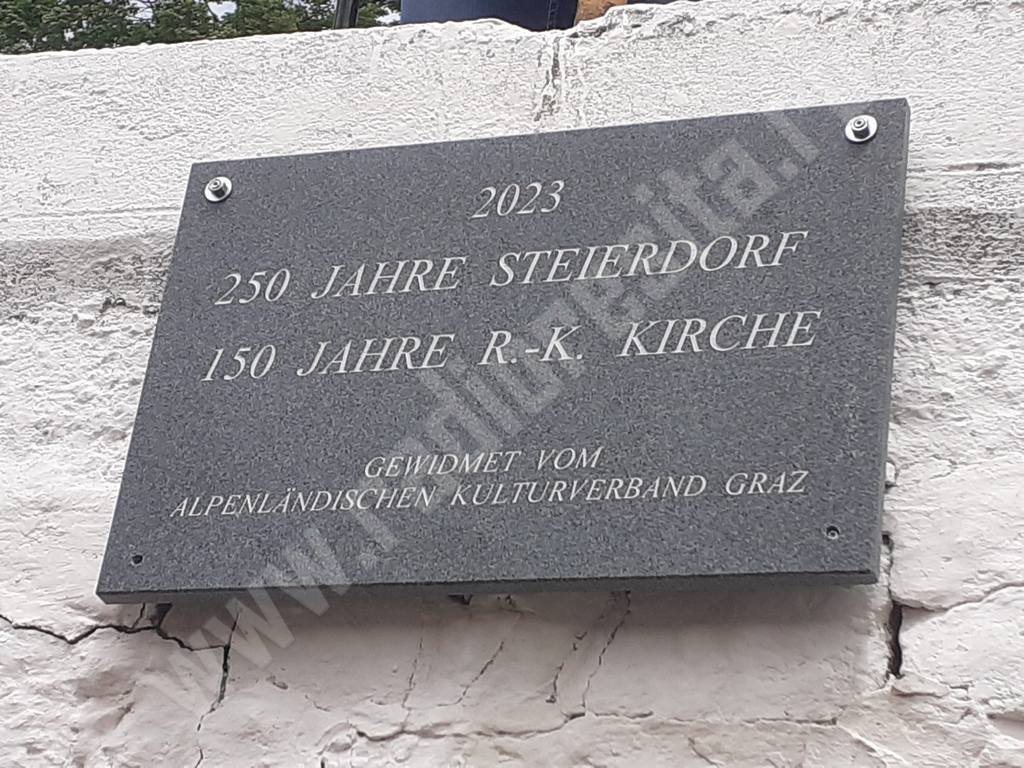 2023
250 JAHRE STEIERDORF
150 JAHRE R.-K. KIRCHE
GEWIDMET VOM
ALPENLÄNDISCHEN KULTURVERBAND GRAZ